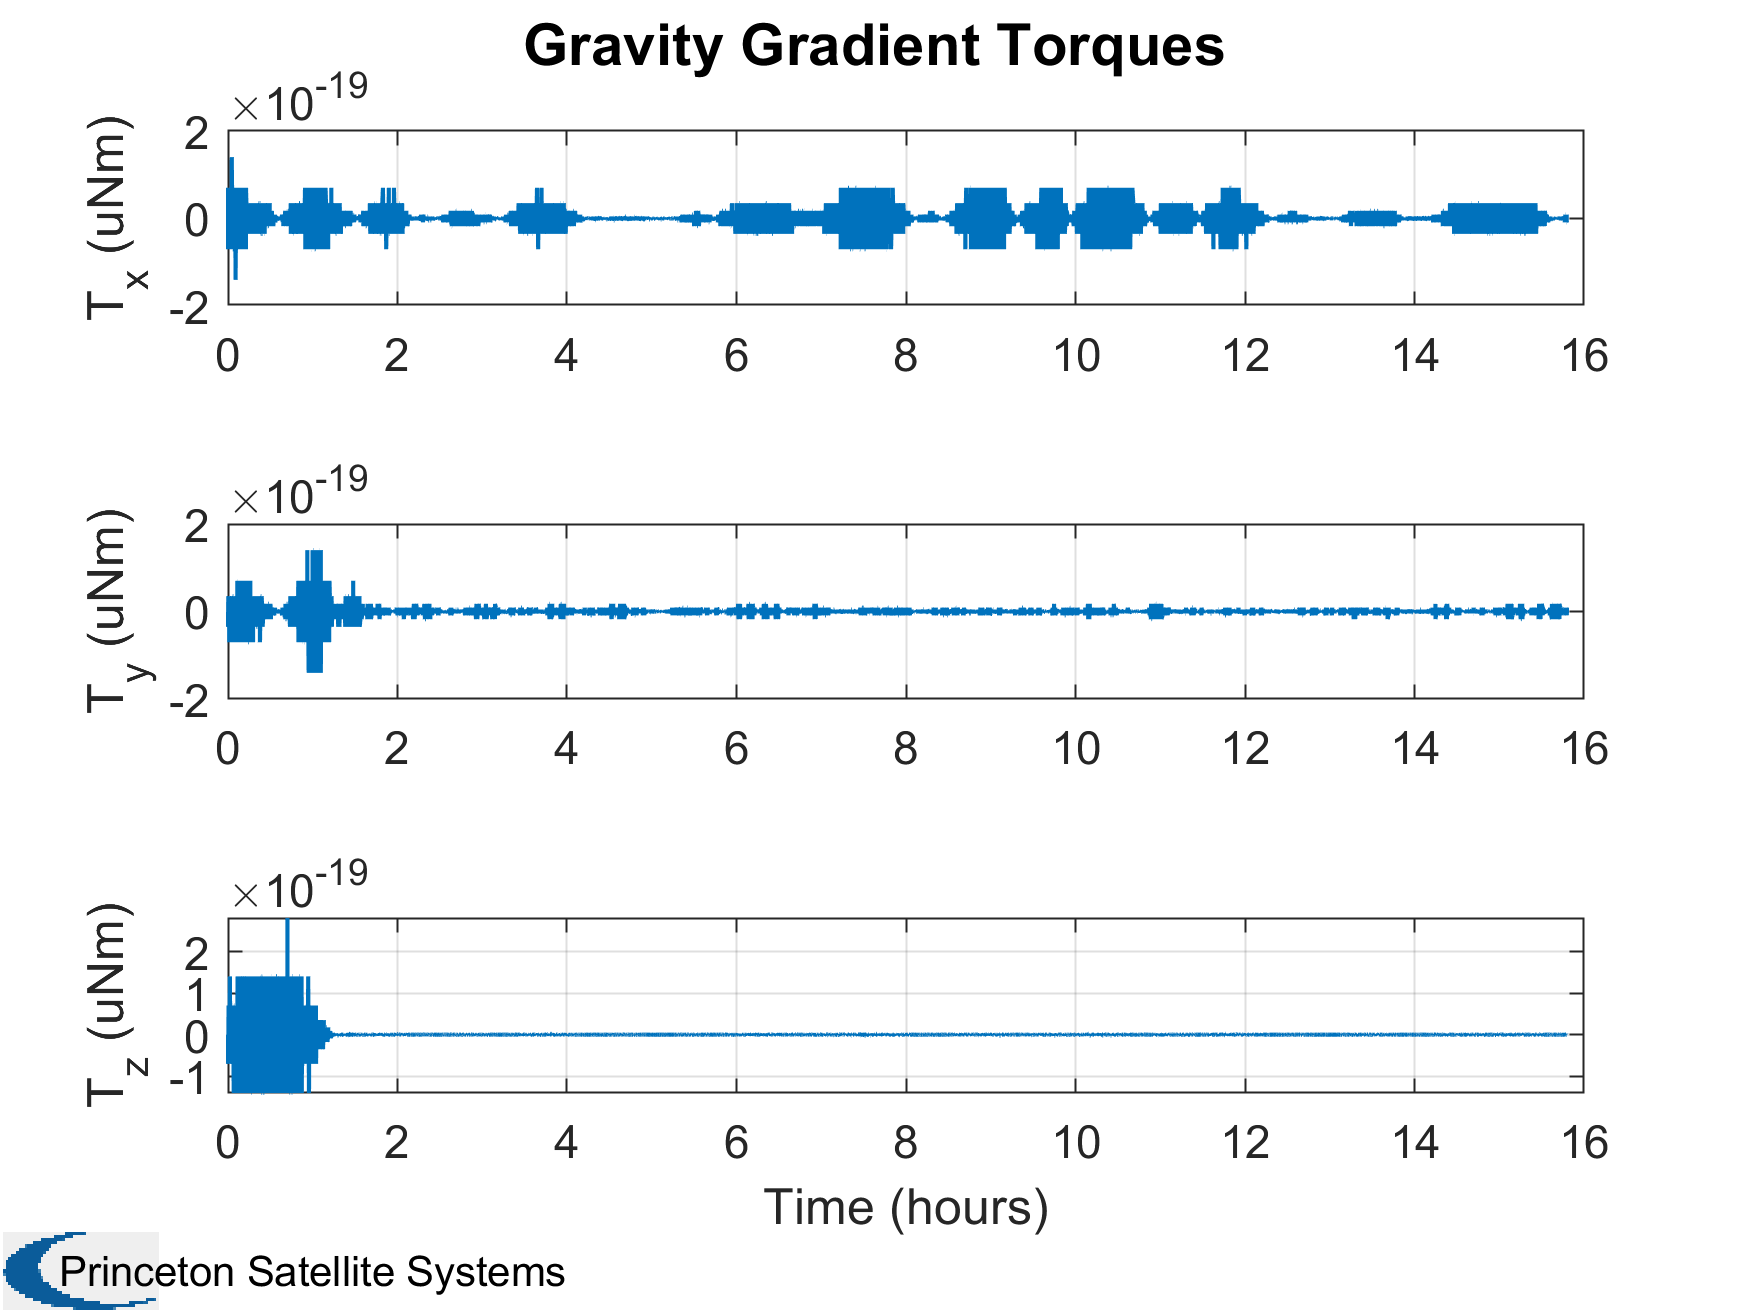 Gravity Gradient Torques
×10-19
2
0
-2
T_x (uNm)
0 2 4 6 8 10 12 14 16
×10-19
2
0
-2
T_y (uNm)
0 2 4 6 8 10 12 14 16
×10-19
2
1
0
-1
T_z (uNm)
0 2 4 6 8 10 12 14 16
Time (hours)
Princeton Satellite Systems